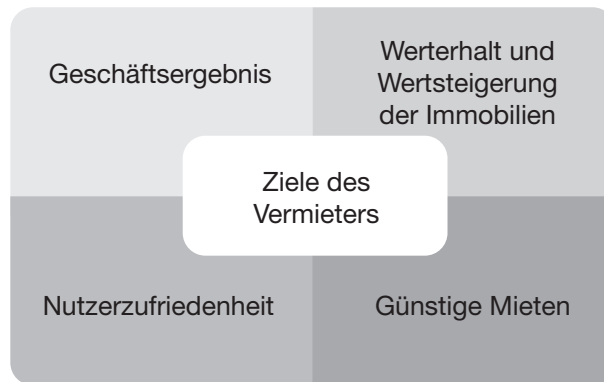 Geschäftsergebnis
Werterhalt und
Wertsteigerung
der Immobilien
Ziele des
Vermieters
Nutzerzufriedenheit
Günstige Mieten